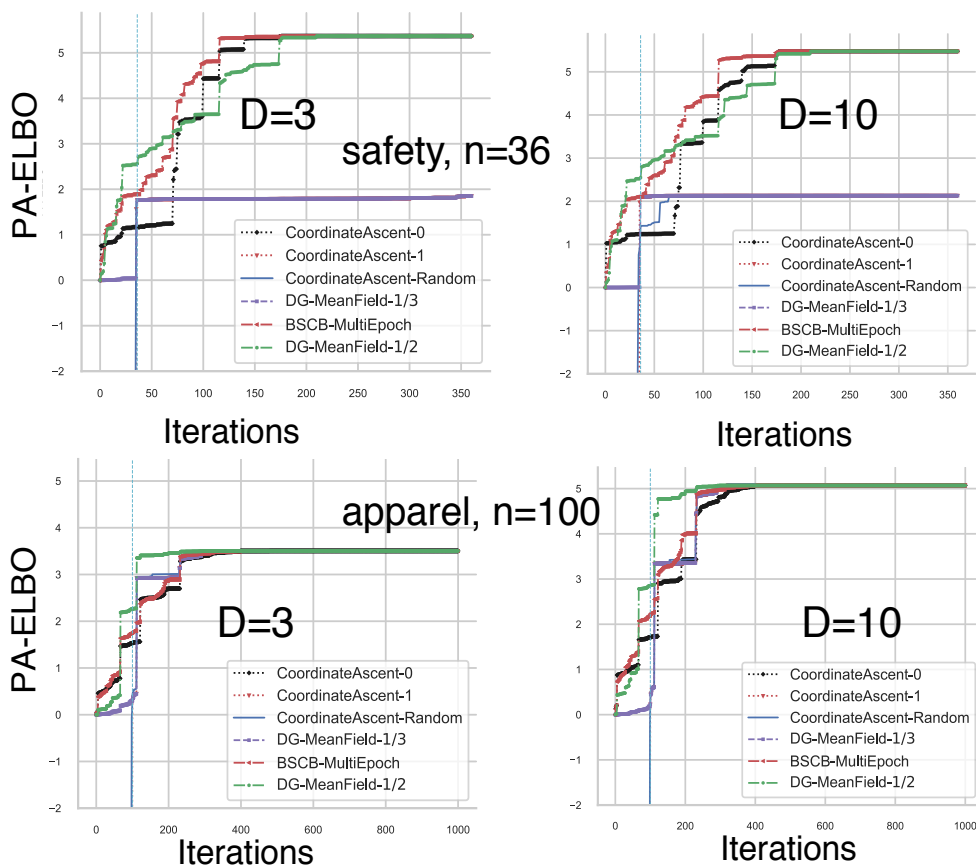 PA-ELBO
5
4
3
2
1
0
−1
−2
D=3
CoordinateAscent-0
CoordinateAscent-1
CoordinateAscent-Random
DG-MeanField-1/3
BSCB-MultiEpoch
DG-MeanField-1/2
0 50 100 150 200 250 300 350
Iterations
safety, n=36
5
4
3
2
1
0
−1
−2
D=10
CoordinateAscent-0
CoordinateAscent-1
CoordinateAscent-Random
DG-MeanField-1/3
BSCB-MultiEpoch
DG-MeanField-1/2
0 50 100 150 200 250 300 350
Iterations
PA-ELBO
5
4
3
2
1
0
−1
−2
D=3
CoordinateAscent-0
CoordinateAscent-1
CoordinateAscent-Random
DG-MeanField-1/3
BSCB-MultiEpoch
DG-MeanField-1/2
0 200 400 600 800 1000
Iterations
apparel, n=100
5
4
3
2
1
0
−1
−2
D=10
CoordinateAscent-0
CoordinateAscent-1
CoordinateAscent-Random
DG-MeanField-1/3
BSCB-MultiEpoch
DG-MeanField-1/2
0 200 400 600 800 1000
Iterations